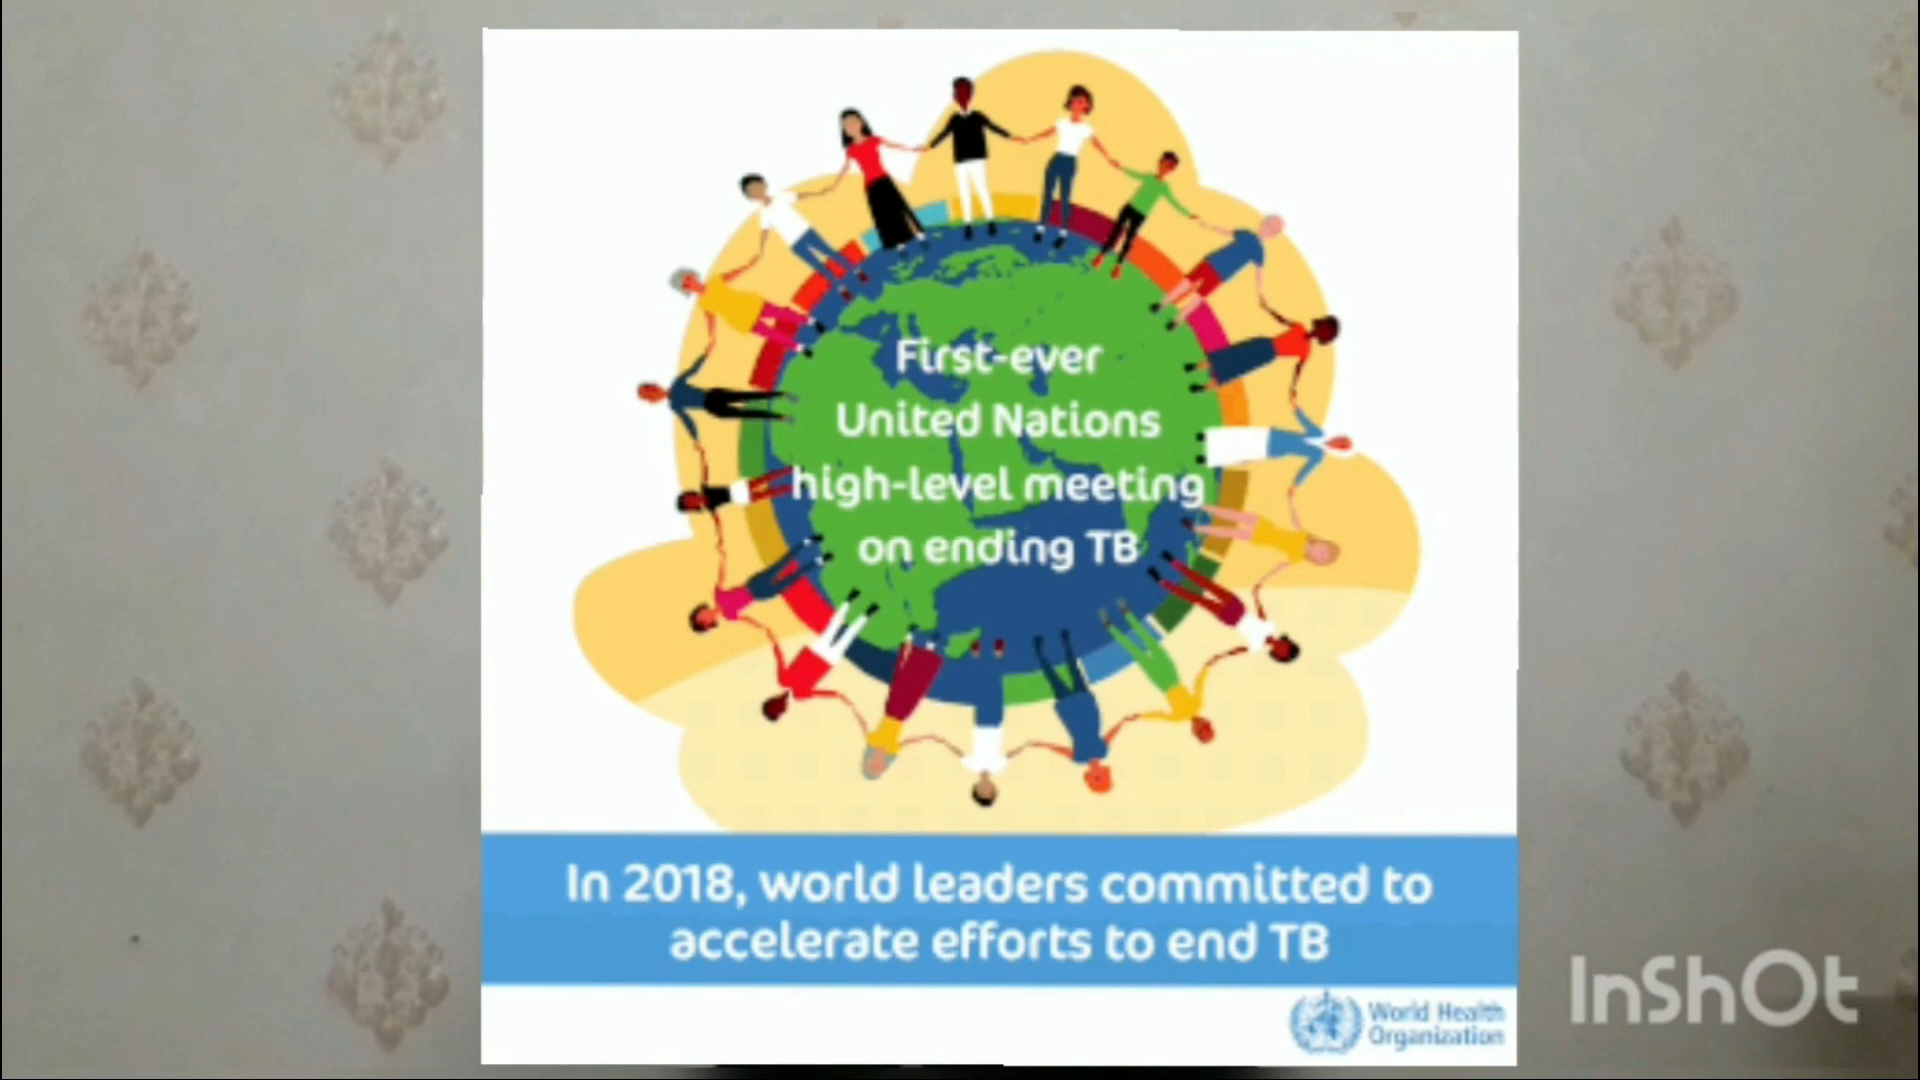 First-ever
United Nations
high-level meeting
on ending TB
In 2018, world leaders committed to
accelerate efforts to end TB
World Health
Organization
InShOt